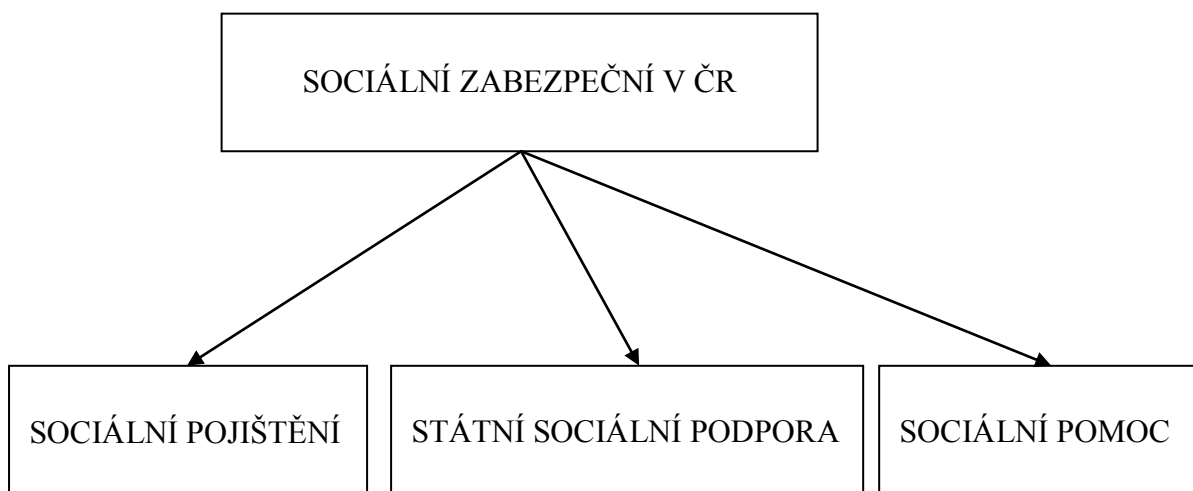 SOCIÁLNÍ ZABEZPEČNÍ V ČR
SOCIÁLNÍ POJIŠTĚNÍ
STÁTNÍ SOCIÁLNÍ PODPORA
SOCIÁLNÍ POMOC